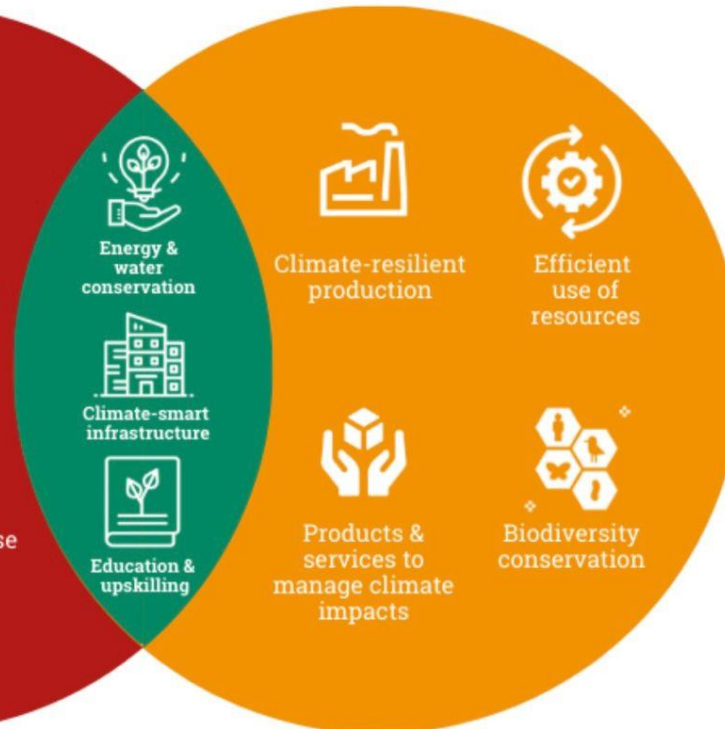 Energy &
water
conservation
Climate-smart
infrastructure
Education &
upskilling
Climate-resilient
production
Efficient
use of
resources
Products &
services to
manage climate
impacts
Biodiversity
conservation